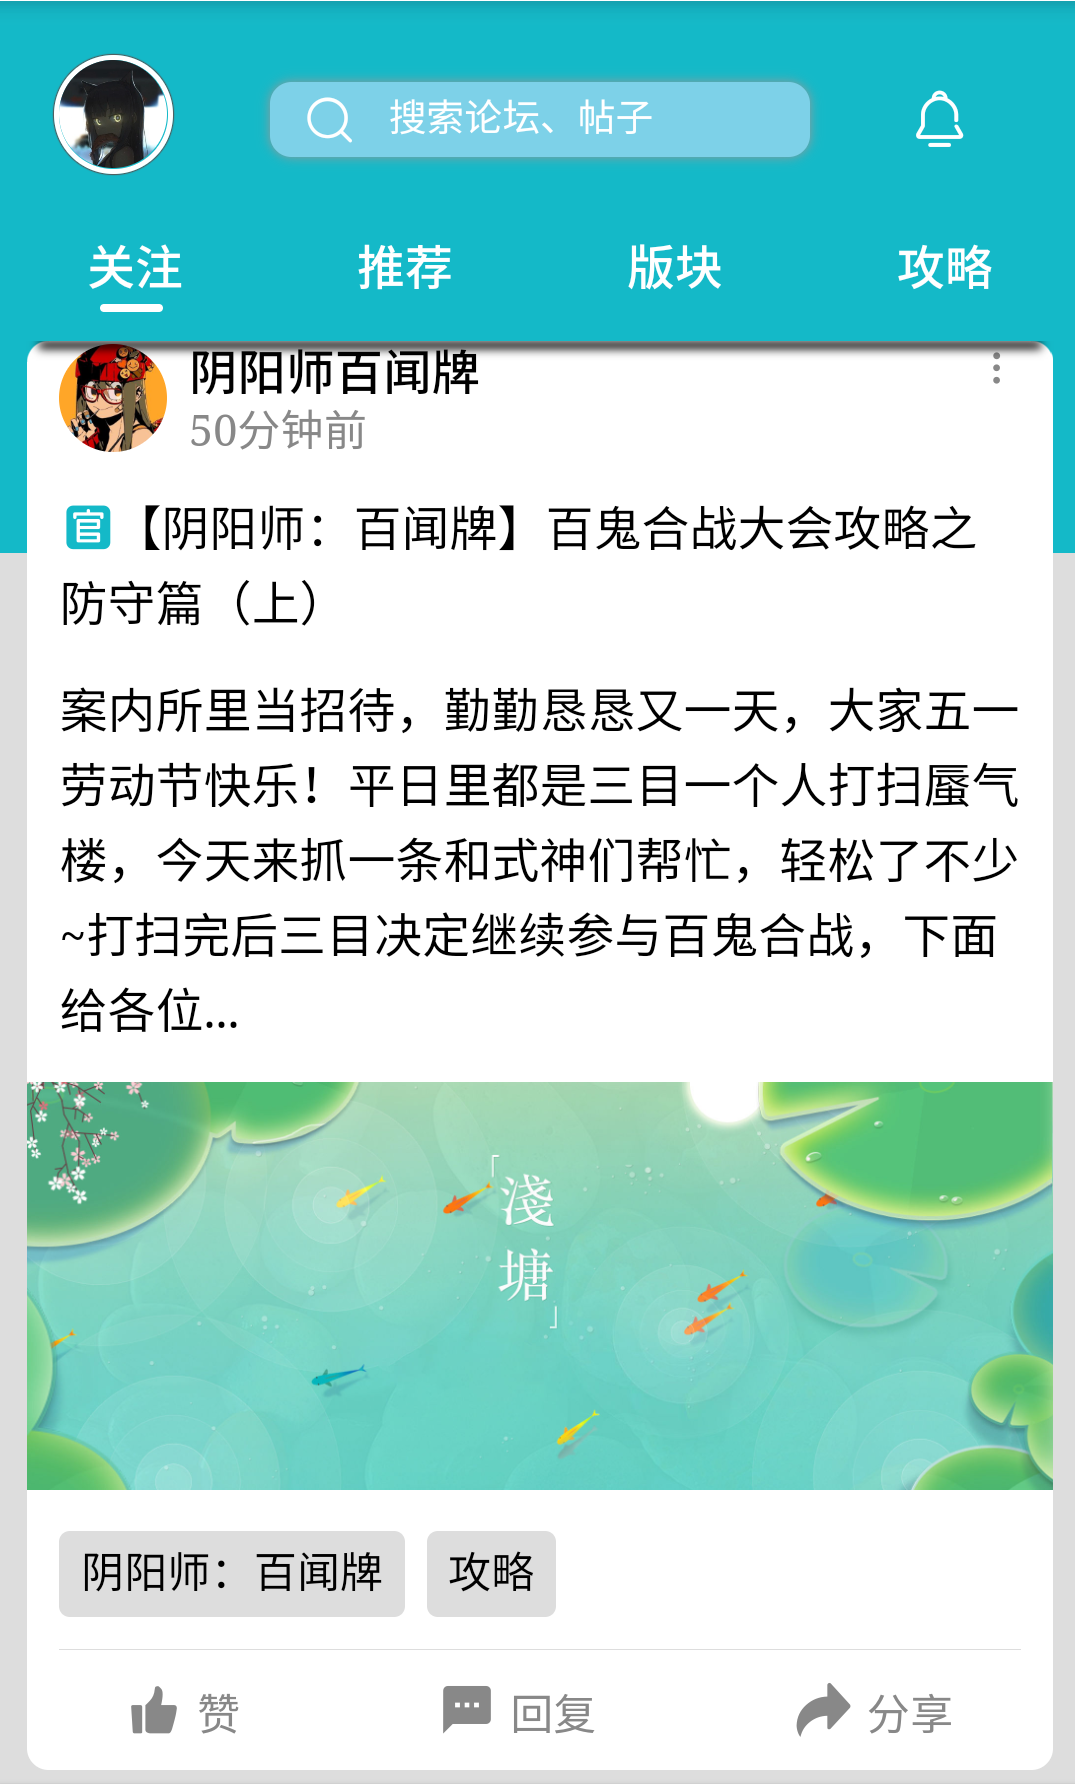 搜索论坛、帖子
关注 推荐 版块 攻略
阴阳师百闻牌
50分钟前
官【阴阳师：百闻牌】百鬼合战大会攻略之
防守篇（上）
案内所里当招待，勤勤恳恳又一天，大家五一
劳动节快乐！平日里都是三目一个人打扫蜃气
楼，今天来抓一条和式神们帮忙，轻松了不少
~打扫完后三目决定继续参与百鬼合战，下面
给各位...
「淺塘」
阴阳师：百闻牌 攻略
赞 回复 分享